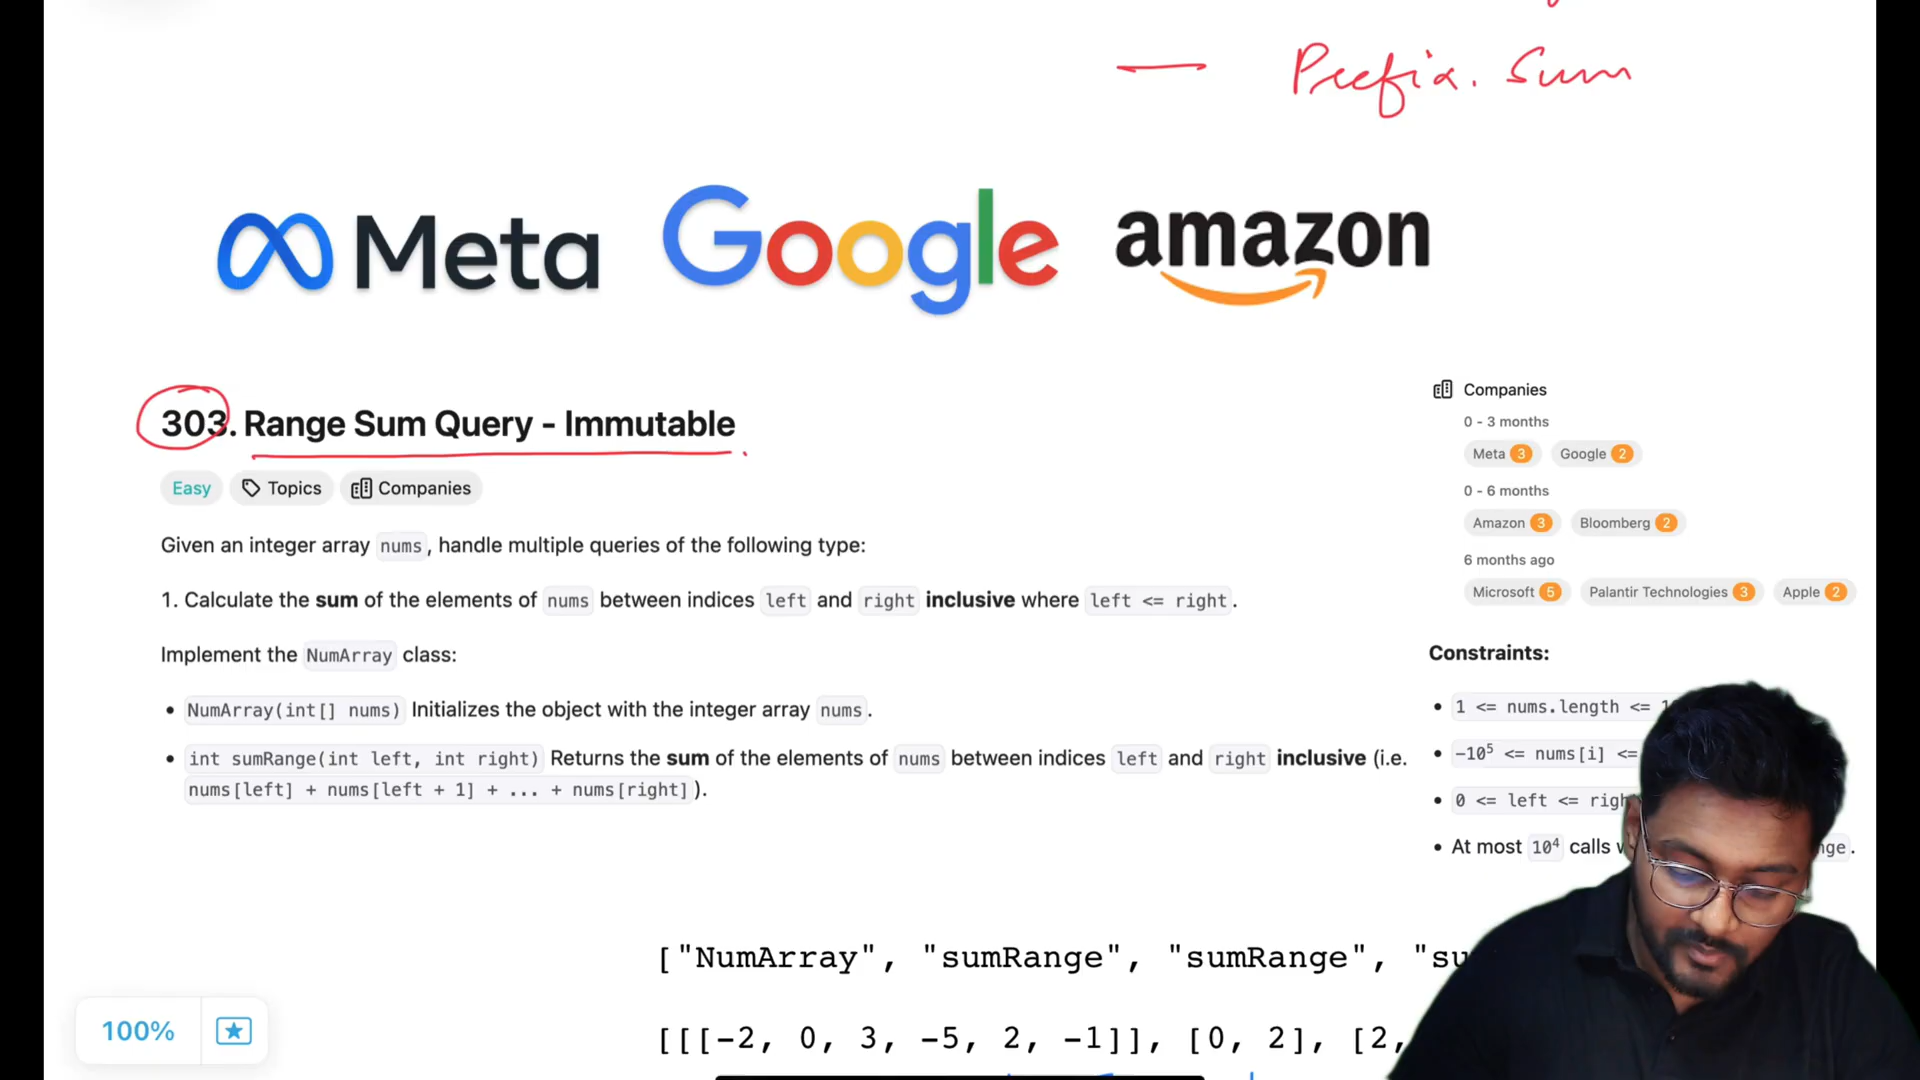 — Prefix. Sum
Meta Google amazon
303. Range Sum Query - Immutable
Easy Topics Companies
Given an integer array nums, handle multiple queries of the following type:
1. Calculate the sum of the elements of nums between indices left and right inclusive where left <= right.
Implement the NumArray class:
• NumArray(int[] nums) Initializes the object with the integer array nums.
• int sumRange(int left, int right) Returns the sum of the elements of nums between indices left and right inclusive (i.e.
nums[left] + nums[left + 1] + ... + nums[right]).
Companies
0 - 3 months
Meta 3 Google 2
0 - 6 months
Amazon 3 Bloomberg 2
6 months ago
Microsoft 5 Palantir Technologies 3 Apple 2
Constraints:
• 1 <= nums.length <=
• -10⁵ <= nums[i] <=
• 0 <= left <=
• At most 10⁴ calls
["NumArray", "sumRange", "sumRange", "su
[[[-2, 0, 3, -5, 2, -1]], [0, 2], [2,
100%